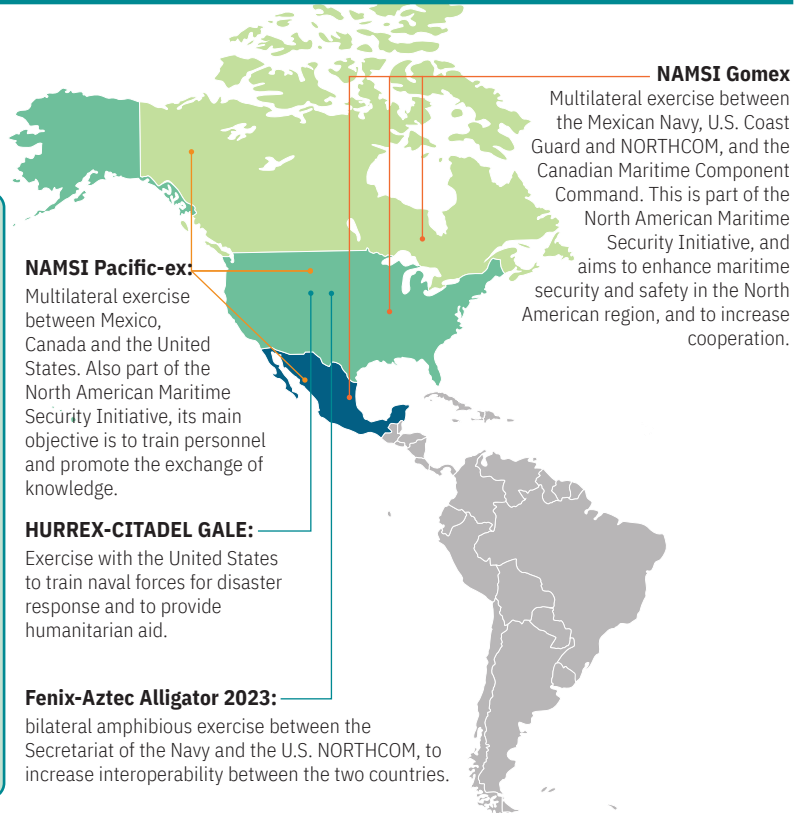 NAMSI Gomex
Multilateral exercise between
the Mexican Navy, U.S. Coast
Guard and NORTHCOM, and the
Canadian Maritime Component
Command. This is part of the
North American Maritime
Security Initiative, and
aims to enhance maritime
security and safety in the North
American region, and to increase
cooperation.
NAMSI Pacific-ex:
Multilateral exercise
between Mexico,
Canada and the United
States. Also part of the
North American Maritime
Security Initiative, its main
objective is to train personnel
and promote the exchange of
knowledge.
HURREX-CITADEL GALE:
Exercise with the United States
to train naval forces for disaster
response and to provide
humanitarian aid.
Fenix-Aztec Alligator 2023:
bilateral amphibious exercise between the
Secretariat of the Navy and the U.S. NORTHCOM, to
increase interoperability between the two countries.